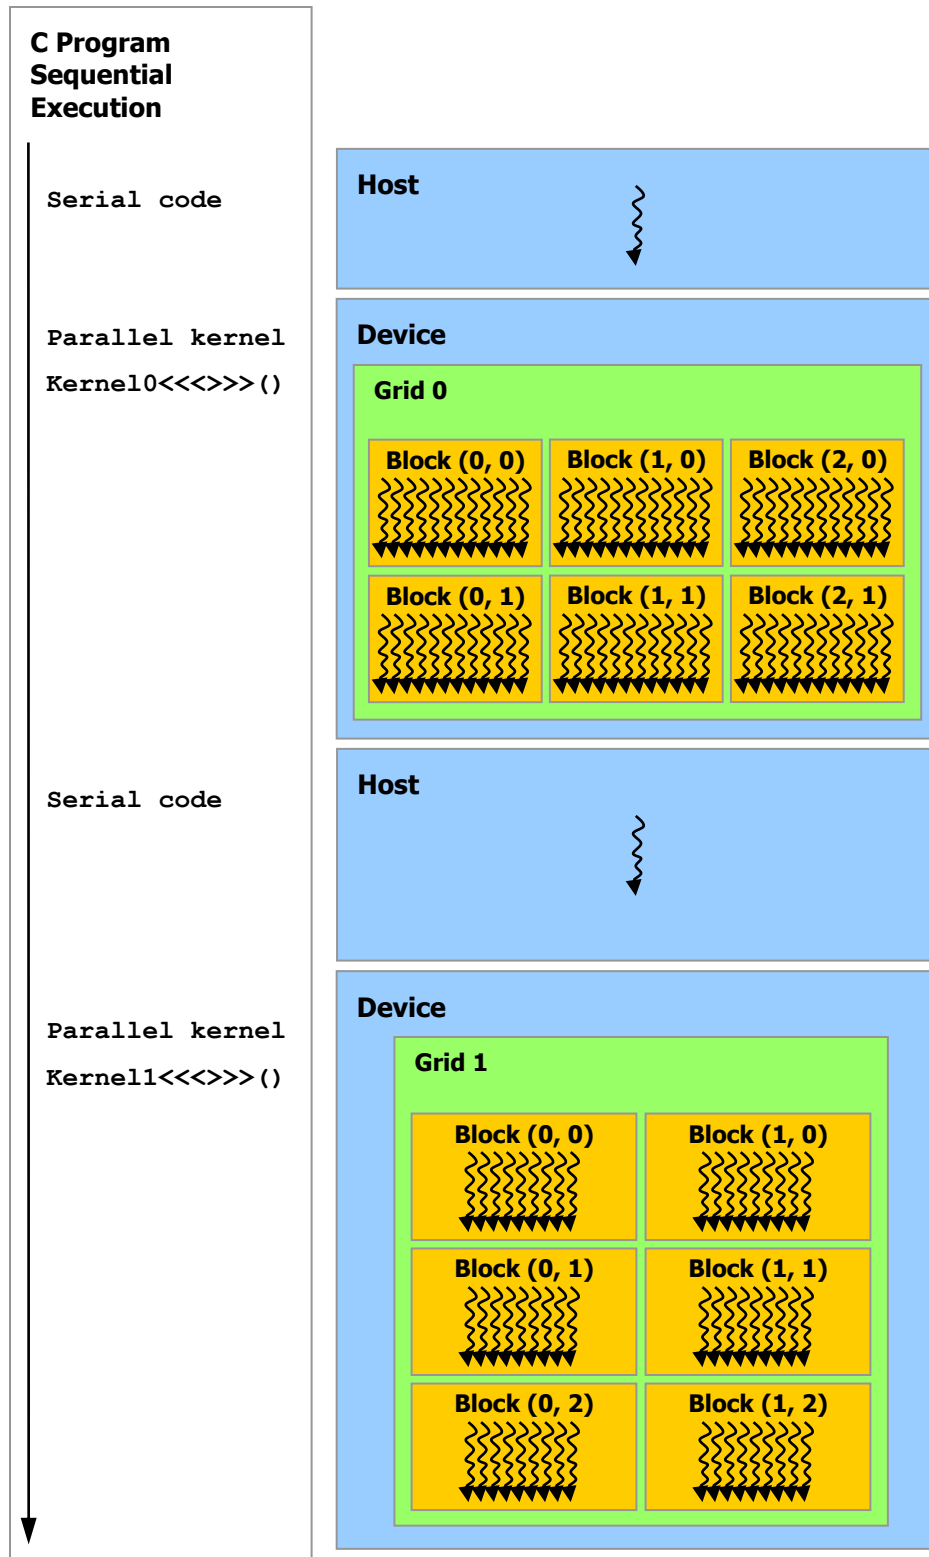 C Program
Sequential
Execution
Serial code
Host
Parallel kernel
Kernel0<<<>>>()
Device
Grid 0
Block (0, 0)
Block (1, 0)
Block (2, 0)
Block (0, 1)
Block (1, 1)
Block (2, 1)
Serial code
Host
Parallel kernel
Kernel1<<<>>>()
Device
Grid 1
Block (0, 0)
Block (1, 0)
Block (0, 1)
Block (1, 1)
Block (0, 2)
Block (1, 2)